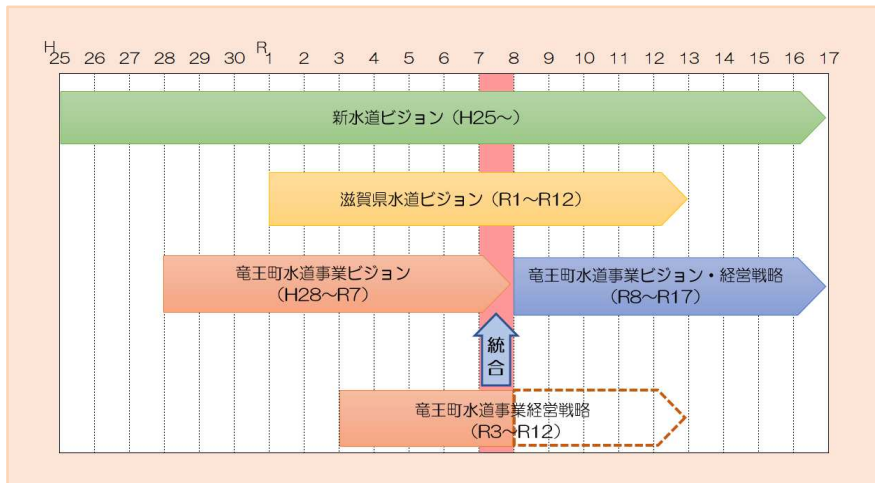 H R
25 26 27 28 29 30 1 2 3 4 5 6 7 8 9 10 11 12 13 14 15 16 17
新水道ビジョン（H25～）
滋賀県水道ビジョン（R1～R12）
竜王町水道事業ビジョン
（H28～R7）
竜王町水道事業ビジョン・経営戦略
（R8～R17）
統
合
竜王町水道事業経営戦略
（R3～R12）